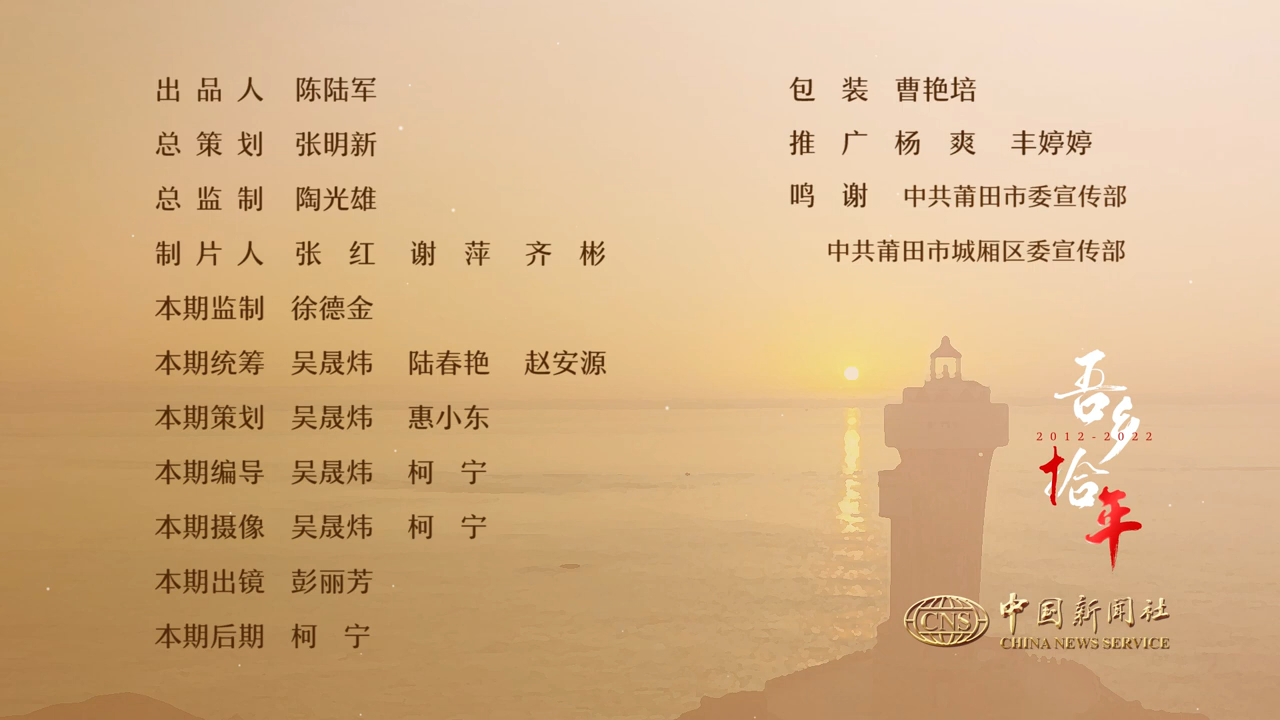 出品人 陈陆军
总策划 张明新
总监制 陶光雄
制片人 张红 谢萍 齐彬
本期监制 徐德金
本期统筹 吴晟炜 陆春艳 赵安源
本期策划 吴晟炜 惠小东
本期编导 吴晟炜 柯宁
本期摄像 吴晟炜 柯宁
本期出镜 彭丽芳
本期后期 柯宁
包装 曹艳培
推广 杨爽 丰婷婷
鸣谢 中共莆田市委宣传部
中共莆田市城厢区委宣传部
吾乡
2012-2022
拾年
CNS
中国新闻社
CHINA NEWS SERVICE